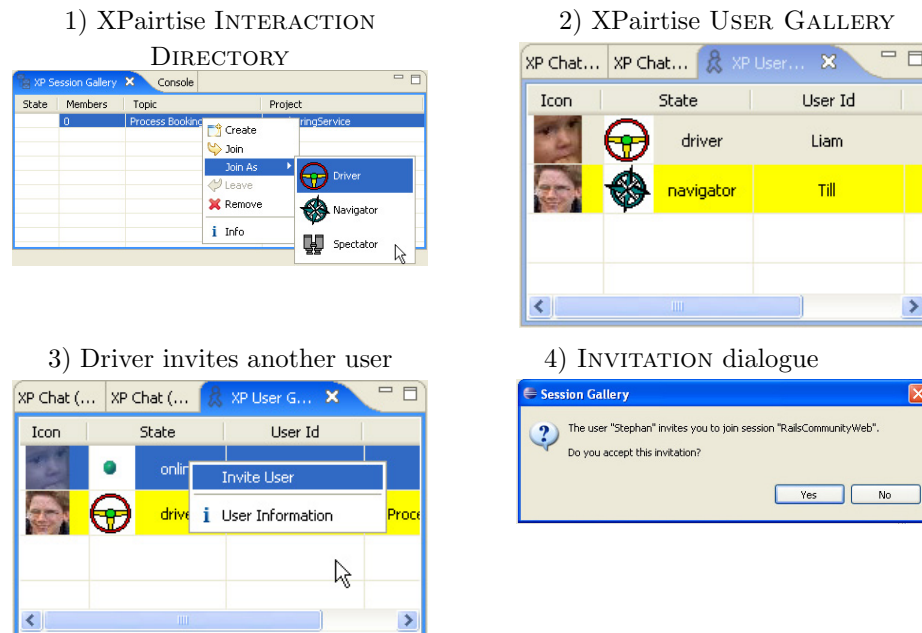 1) XPairtise INTERACTION
DIRECTORY
XP Session Gallery
Console
State Members Topic Project
0 Process Booking ringService
Create
Join
Join As
Leave
Remove
Info
Driver
Navigator
Spectator
2) XPairtise USER GALLERY
XP Chat... XP Chat... XP User...
Icon State User Id
driver Liam
navigator Till
3) Driver invites another user
XP Chat (... XP Chat (... XP User G...
Icon State User Id
onlin
Invite User
drive Proce
User Information
4) INVITATION dialogue
Session Gallery
The user "Stephan" invites you to join session "RailsCommunityWeb".
Do you accept this invitation?
Yes No